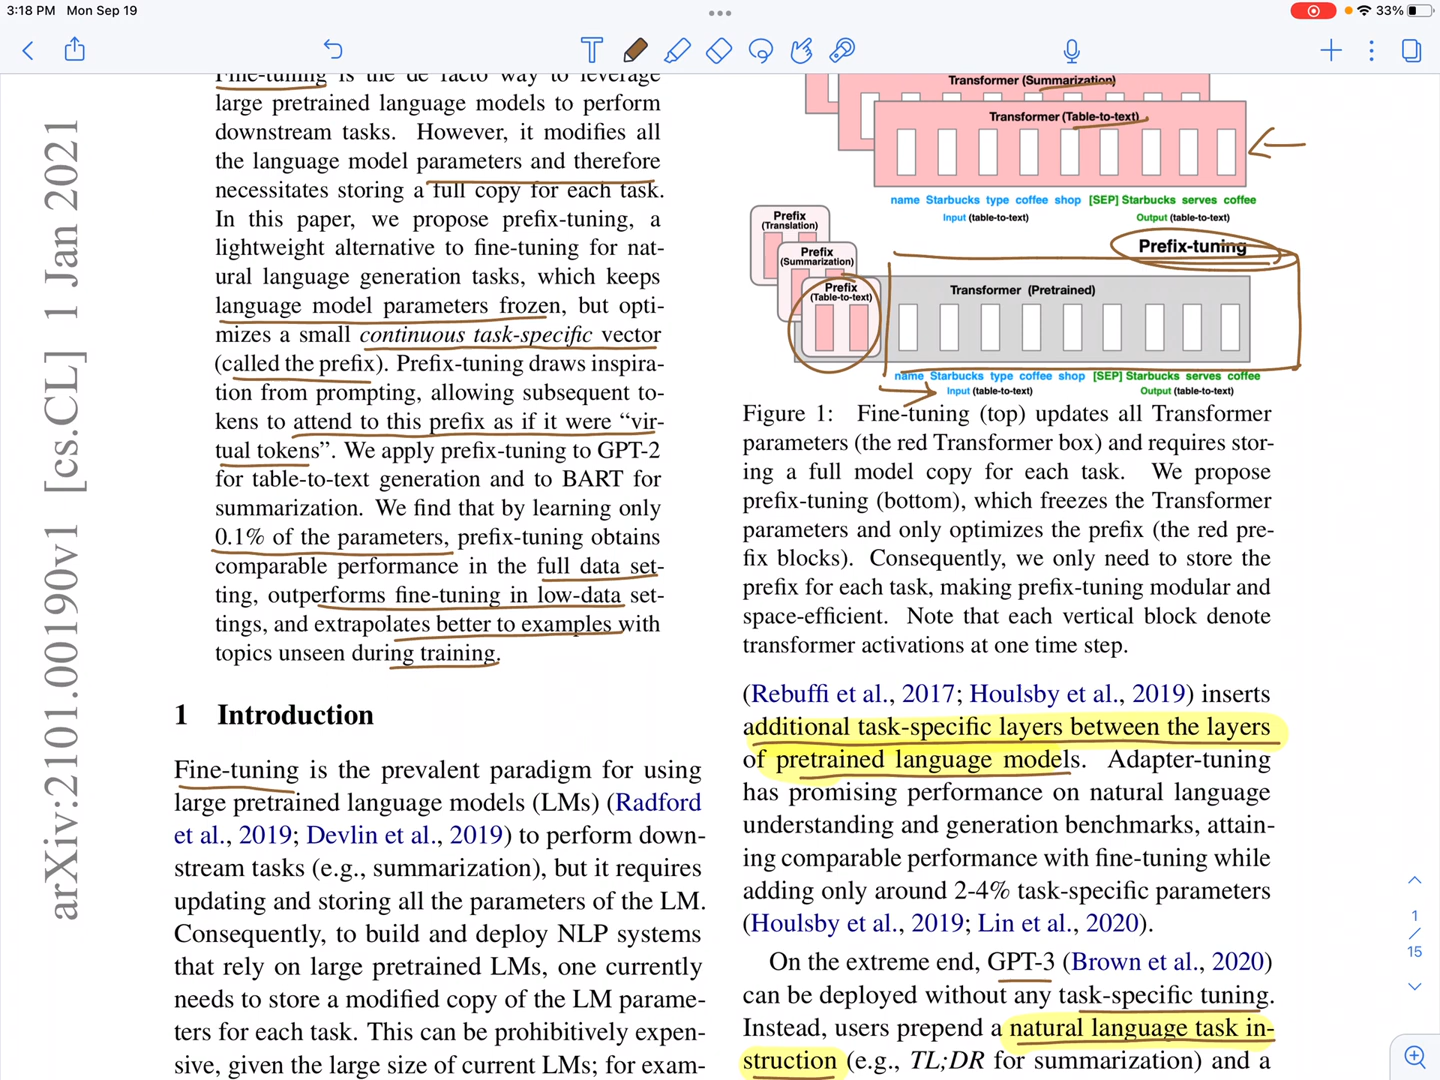 3:18 PM Mon Sep 19
33%
arXiv:2101.00190v1 [cs.CL] 1 Jan 2021
Fine-tuning is the de facto way to leverage
large pretrained language models to perform
downstream tasks. However, it modifies all
the language model parameters and therefore
necessitates storing a full copy for each task.
In this paper, we propose prefix-tuning, a
lightweight alternative to fine-tuning for nat-
ural language generation tasks, which keeps
language model parameters frozen, but opti-
mizes a small continuous task-specific vector
(called the prefix). Prefix-tuning draws inspira-
tion from prompting, allowing subsequent to-
kens to attend to this prefix as if it were “vir-
tual tokens”. We apply prefix-tuning to GPT-2
for table-to-text generation and to BART for
summarization. We find that by learning only
0.1% of the parameters, prefix-tuning obtains
comparable performance in the full data set-
ting, outperforms fine-tuning in low-data set-
tings, and extrapolates better to examples with
topics unseen during training.
1 Introduction
Fine-tuning is the prevalent paradigm for using
large pretrained language models (LMs) (Radford
et al., 2019; Devlin et al., 2019) to perform down-
stream tasks (e.g., summarization), but it requires
updating and storing all the parameters of the LM.
Consequently, to build and deploy NLP systems
that rely on large pretrained LMs, one currently
needs to store a modified copy of the LM parame-
ters for each task. This can be prohibitively expen-
sive, given the large size of current LMs; for exam-
Transformer (Summarization)
Transformer (Table-to-text)
name Starbucks type coffee shop [SEP] Starbucks serves coffee
Input (table-to-text) Output (table-to-text)
Prefix-tuning
Prefix
(Translation)
Prefix
(Summarization)
Prefix
(Table-to-text)
Transformer (Pretrained)
name Starbucks type coffee shop [SEP] Starbucks serves coffee
Input (table-to-text) Output (table-to-text)
Figure 1: Fine-tuning (top) updates all Transformer
parameters (the red Transformer box) and requires stor-
ing a full model copy for each task. We propose
prefix-tuning (bottom), which freezes the Transformer
parameters and only optimizes the prefix (the red pre-
fix blocks). Consequently, we only need to store the
prefix for each task, making prefix-tuning modular and
space-efficient. Note that each vertical block denote
transformer activations at one time step.
(Rebuffi et al., 2017; Houlsby et al., 2019) inserts
additional task-specific layers between the layers
of pretrained language models. Adapter-tuning
has promising performance on natural language
understanding and generation benchmarks, attain-
ing comparable performance with fine-tuning while
adding only around 2-4% task-specific parameters
(Houlsby et al., 2019; Lin et al., 2020).
On the extreme end, GPT-3 (Brown et al., 2020)
can be deployed without any task-specific tuning.
Instead, users prepend a natural language task in-
struction (e.g., TL;DR for summarization) and a
1
/
15